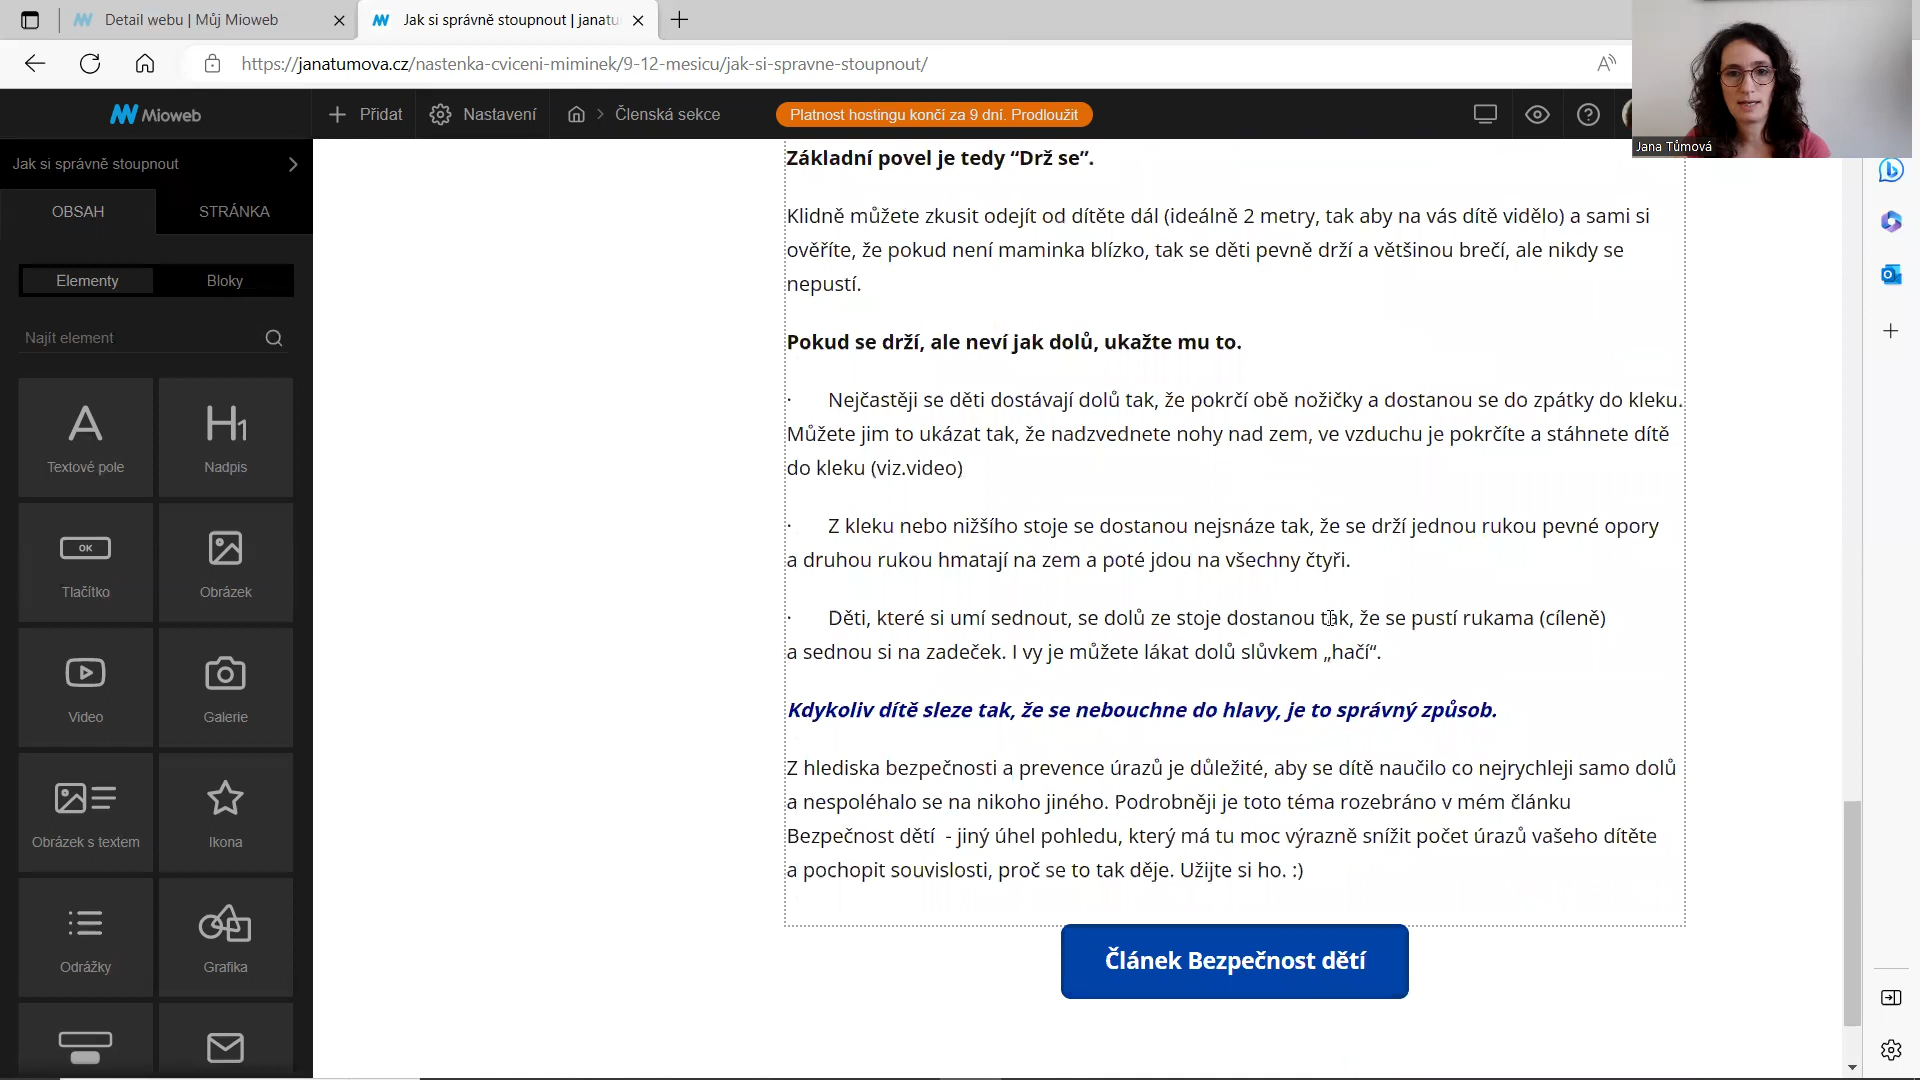 Detail webu | Můj Mioweb
Jak si správně stoupnout | janatu
https://janatumova.cz/nastenka-cviceni-miminek/9-12-mesicu/jak-si-spravne-stoupnout/
Mioweb
Přidat
Nastavení
Členská sekce
Platnost hostingu končí za 9 dní. Prodloužit
Jana Tůmová
Jak si správně stoupnout
OBSAH
STRÁNKA
Elementy
Bloky
Najít element
Textové pole
Nadpis
OK
Tlačítko
Obrázek
Video
Galerie
Obrázek s textem
Ikona
Odrážky
Grafika
Základní povel je tedy “Drž se”.
Klidně můžete zkusit odejít od dítěte dál (ideálně 2 metry, tak aby na vás dítě vidělo) a sami si
ověříte, že pokud není maminka blízko, tak se děti pevně drží a většinou brečí, ale nikdy se
nepustí.
Pokud se drží, ale neví jak dolů, ukažte mu to.
· Nejčastěji se děti dostávají dolů tak, že pokrčí obě nožičky a dostanou se do zpátky do kleku.
Můžete jim to ukázat tak, že nadzvednete nohy nad zem, ve vzduchu je pokrčíte a stáhnete dítě
do kleku (viz.video)
· Z kleku nebo nižšího stoje se dostanou nejsnáze tak, že se drží jednou rukou pevné opory
a druhou rukou hmatají na zem a poté jdou na všechny čtyři.
· Děti, které si umí sednout, se dolů ze stoje dostanou tak, že se pustí rukama (cíleně)
a sednou si na zadeček. I vy je můžete lákat dolů slůvkem „hačí“.
Kdykoliv dítě sleze tak, že se nebouchne do hlavy, je to správný způsob.
Z hlediska bezpečnosti a prevence úrazů je důležité, aby se dítě naučilo co nejrychleji samo dolů
a nespoléhalo se na nikoho jiného. Podrobněji je toto téma rozebráno v mém článku
Bezpečnost dětí - jiný úhel pohledu, který má tu moc výrazně snížit počet úrazů vašeho dítěte
a pochopit souvislosti, proč se to tak děje. Užijte si ho. :)
Článek Bezpečnost dětí